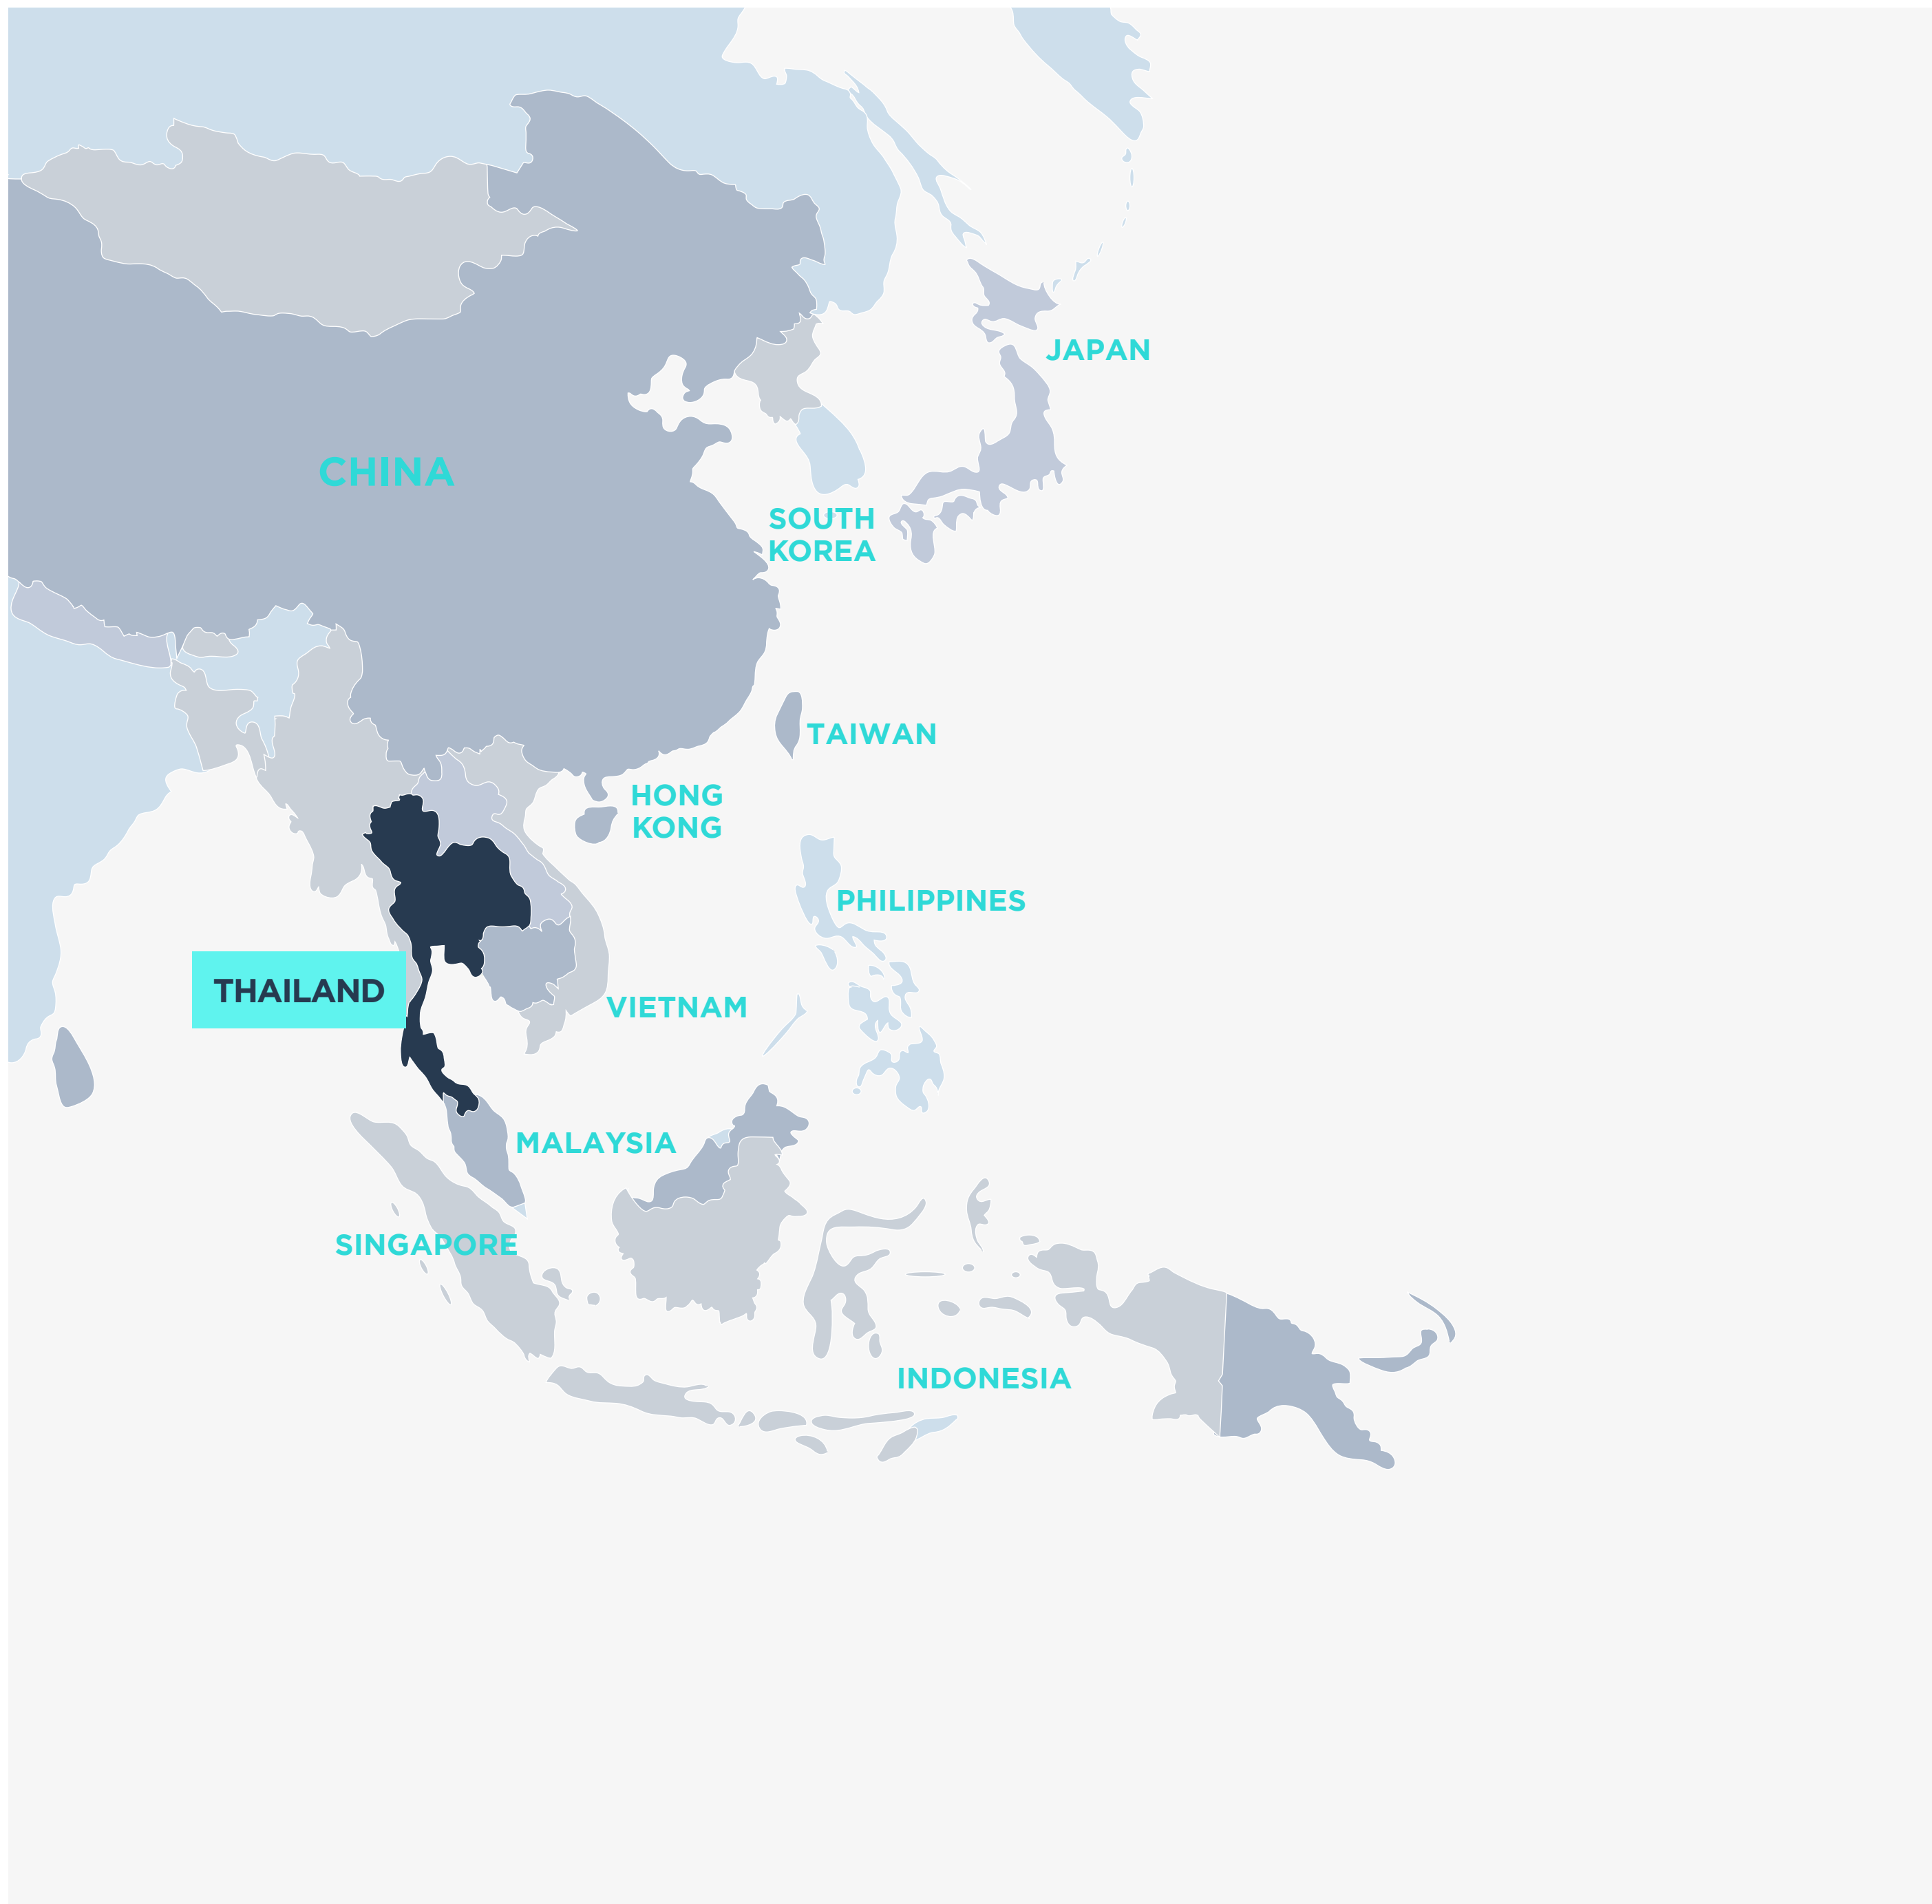 JAPAN
CHINA
SOUTH
KOREA
TAIWAN
HONG
KONG
PHILIPPINES
THAILAND
VIETNAM
MALAYSIA
SINGAPORE
INDONESIA